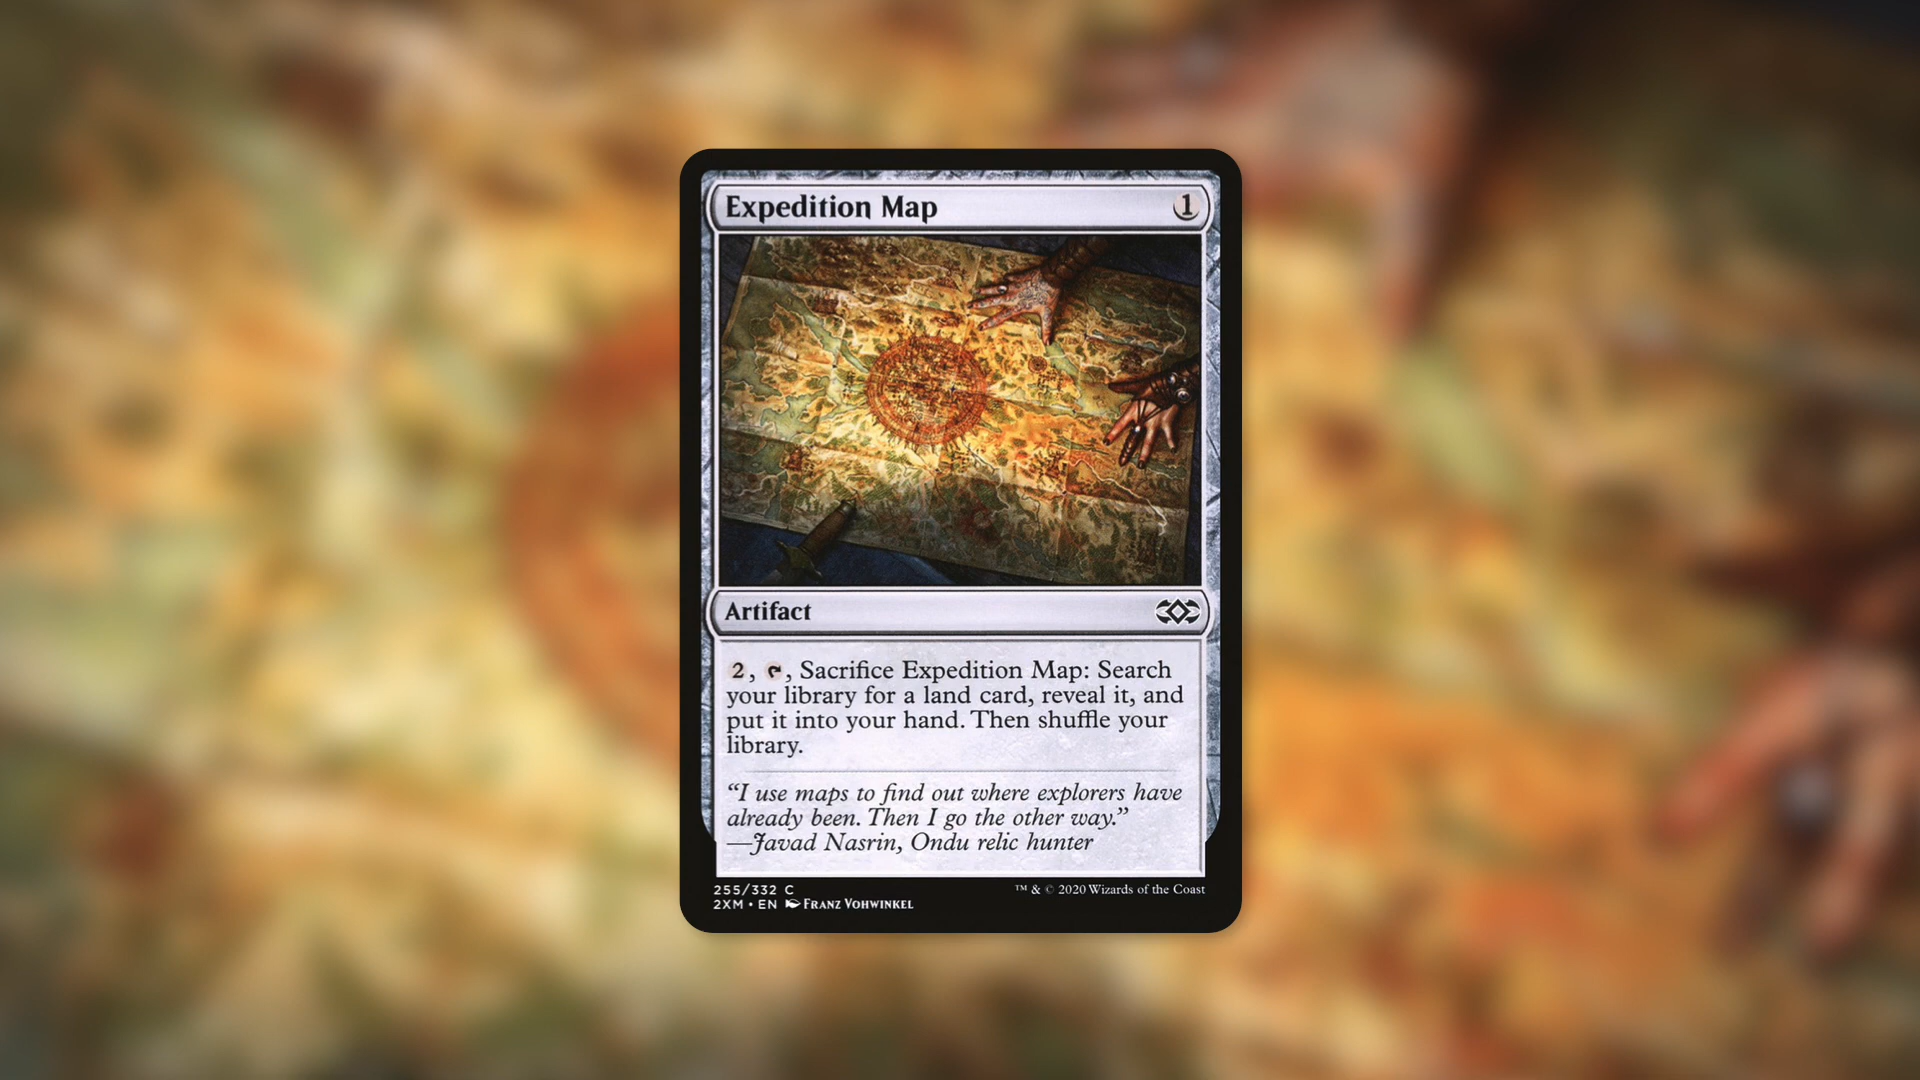 Expedition Map 1
Artifact
2, , Sacrifice Expedition Map: Search
your library for a land card, reveal it, and
put it into your hand. Then shuffle your
library.
“I use maps to find out where explorers have
already been. Then I go the other way.”
—Javad Nasrin, Ondu relic hunter
255/332 C
™ & © 2020 Wizards of the Coast
2XM • EN Franz Vohwinkel